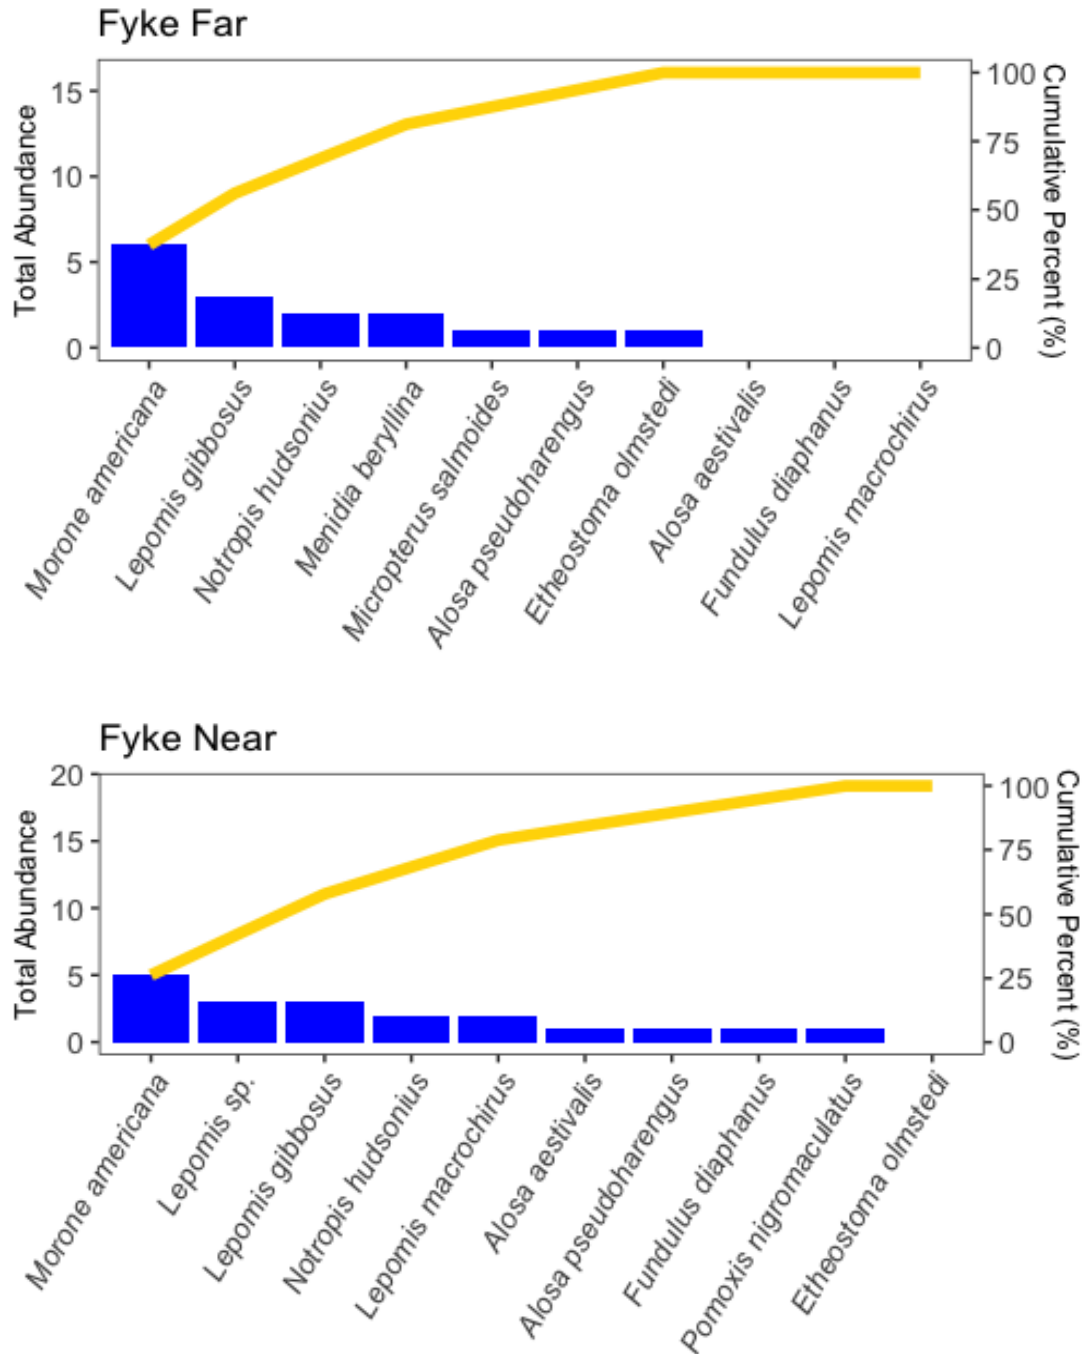 Fyke Far
Total Abundance
15
10
5
0
100
75
50
25
0
Cumulative Percent (%)
Morone americana
Lepomis gibbosus
Notropis hudsonius
Menidia beryllina
Micropterus salmoides
Alosa pseudoharengus
Etheostoma olmstedi
Alosa aestivalis
Fundulus diaphanus
Lepomis macrochirus
Fyke Near
Total Abundance
20
15
10
5
0
100
75
50
25
0
Cumulative Percent (%)
Morone americana
Lepomis sp.
Lepomis gibbosus
Notropis hudsonius
Lepomis macrochirus
Alosa aestivalis
Alosa pseudoharengus
Fundulus diaphanus
Pomoxis nigromaculatus
Etheostoma olmstedi